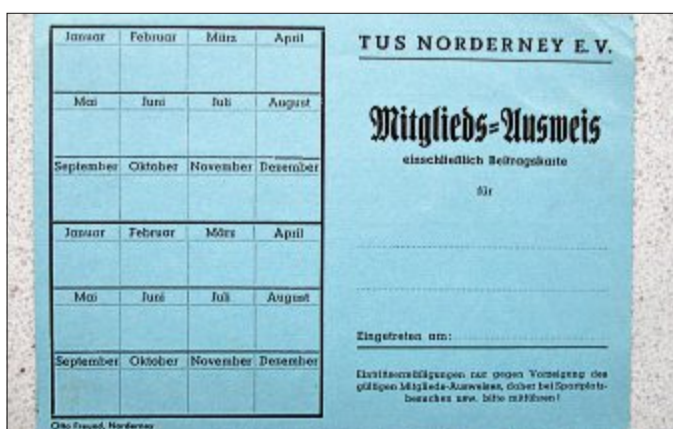 Januar Februar März April
Mai Juni Juli August
September Oktober November Dezember
Januar Februar März April
Mai Juni Juli August
September Oktober November Dezember
Otto Freund, Norderney
TUS NORDERNEY E.V.
Mitglieds=Ausweis
einschließlich Beitragskarte
für
Eingetreten am:
Eintrittsermäßigungen nur gegen Vorzeigung des
gültigen Mitglieds-Ausweises, daher bei Sportplatz-
besuchen usw. bitte mitführen!